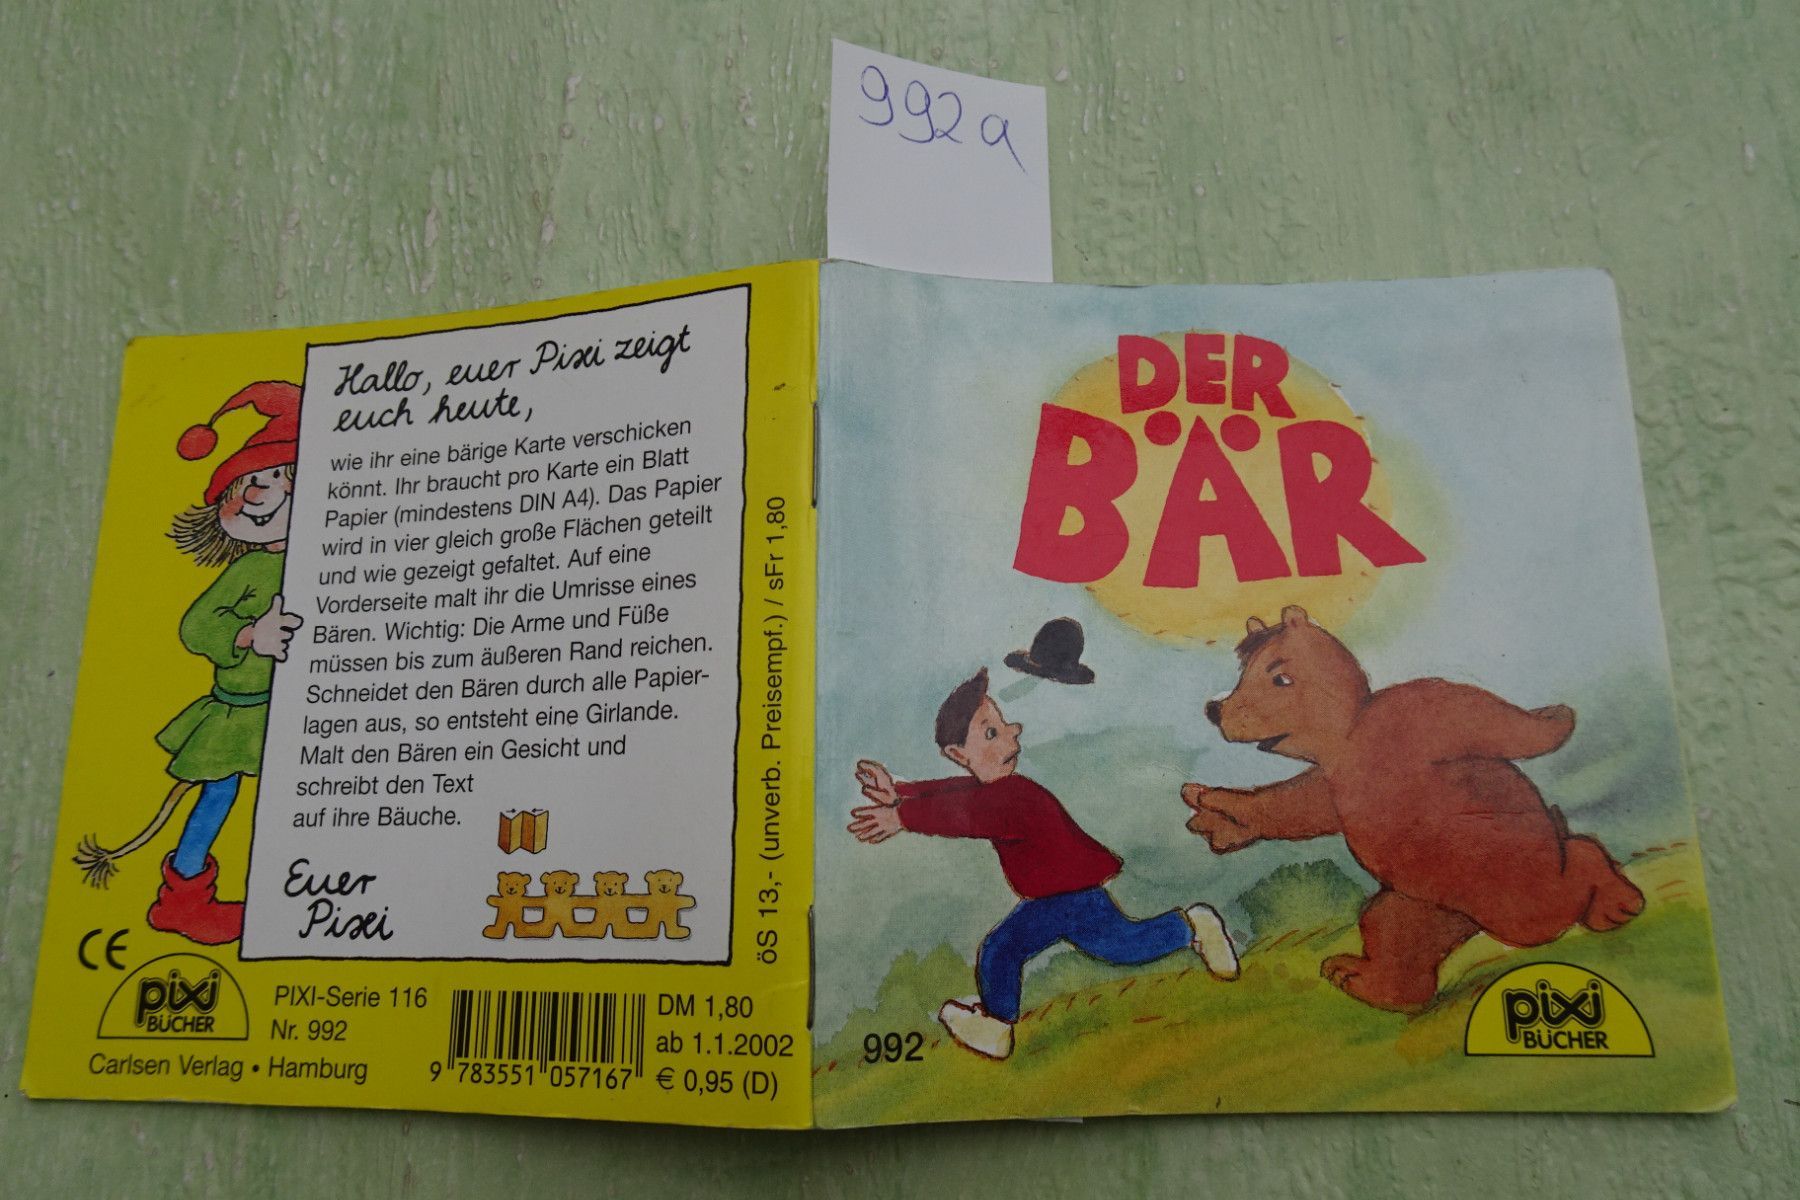 992a
Hallo, euer Pixi zeigt
euch heute,
wie ihr eine bärige Karte verschicken
könnt. Ihr braucht pro Karte ein Blatt
Papier (mindestens DIN A4). Das Papier
wird in vier gleich große Flächen geteilt
und wie gezeigt gefaltet. Auf eine
Vorderseite malt ihr die Umrisse eines
Bären. Wichtig: Die Arme und Füße
müssen bis zum äußeren Rand reichen.
Schneidet den Bären durch alle Papier-
lagen aus, so entsteht eine Girlande.
Malt den Bären ein Gesicht und
schreibt den Text
auf ihre Bäuche.
Euer
Pixi
öS 13,- (unverb. Preisempf.) / sFr 1,80
CE
pixi
BÜCHER
PIXI-Serie 116
Nr. 992
Carlsen Verlag • Hamburg
9 783551 057167
DM 1,80
ab 1.1.2002
€ 0,95 (D)
DER
BÄR
992
pixi
BÜCHER